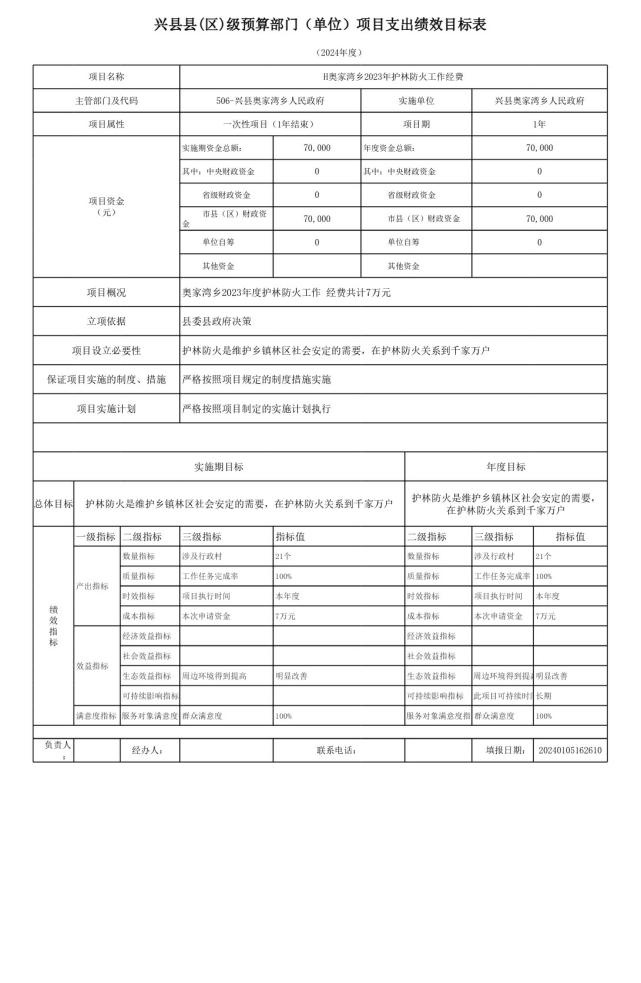 兴县县(区)级预算部门（单位）项目支出绩效目标表
（2024年度）
项目名称 H奥家湾乡2023年护林防火工作经费
主管部门及代码 506-兴县奥家湾乡人民政府 实施单位 兴县奥家湾乡人民政府
项目属性 一次性项目（1年结束） 项目期 1年
项目资金
（元）
实施期资金总额: 70,000 年度资金总额: 70,000
其中: 中央财政资金 0 其中: 中央财政资金 0
省级财政资金 0 省级财政资金 0
市县（区）财政资
金 70,000 市县（区）财政资金 70,000
单位自筹 0 单位自筹 0
其他资金 其他资金
项目概况 奥家湾乡2023年度护林防火工作 经费共计7万元
立项依据 县委县政府决策
项目设立必要性 护林防火是维护乡镇林区社会安定的需要，在护林防火关系到千家万户
保证项目实施的制度、措施 严格按照项目规定的制度措施实施
项目实施计划 严格按照项目制定的实施计划执行
实施期目标 年度目标
总体目标 护林防火是维护乡镇林区社会安定的需要，在护林防火关系到千家万户 护林防火是维护乡镇林区社会安定的需要，
在护林防火关系到千家万户
绩效指标
一级指标 二级指标 三级指标 指标值 二级指标 三级指标 指标值
产出指标
数量指标 涉及行政村 21个 数量指标 涉及行政村 21个
质量指标 工作任务完成率 100% 质量指标 工作任务完成率 100%
时效指标 项目执行时间 本年度 时效指标 项目执行时间 本年度
成本指标 本次申请资金 7万元 成本指标 本次申请资金 7万元
效益指标
经济效益指标 经济效益指标
社会效益指标 社会效益指标
生态效益指标 周边环境得到提高 明显改善 生态效益指标 周边环境得到提 明显改善
可持续影响指标 可持续影响指标 此项目可持续时 长期
满意度指标 服务对象满意度 群众满意度 100% 服务对象满意度指 群众满意度 100%
负责人
: 经办人: 联系电话: 填报日期: 20240105162610